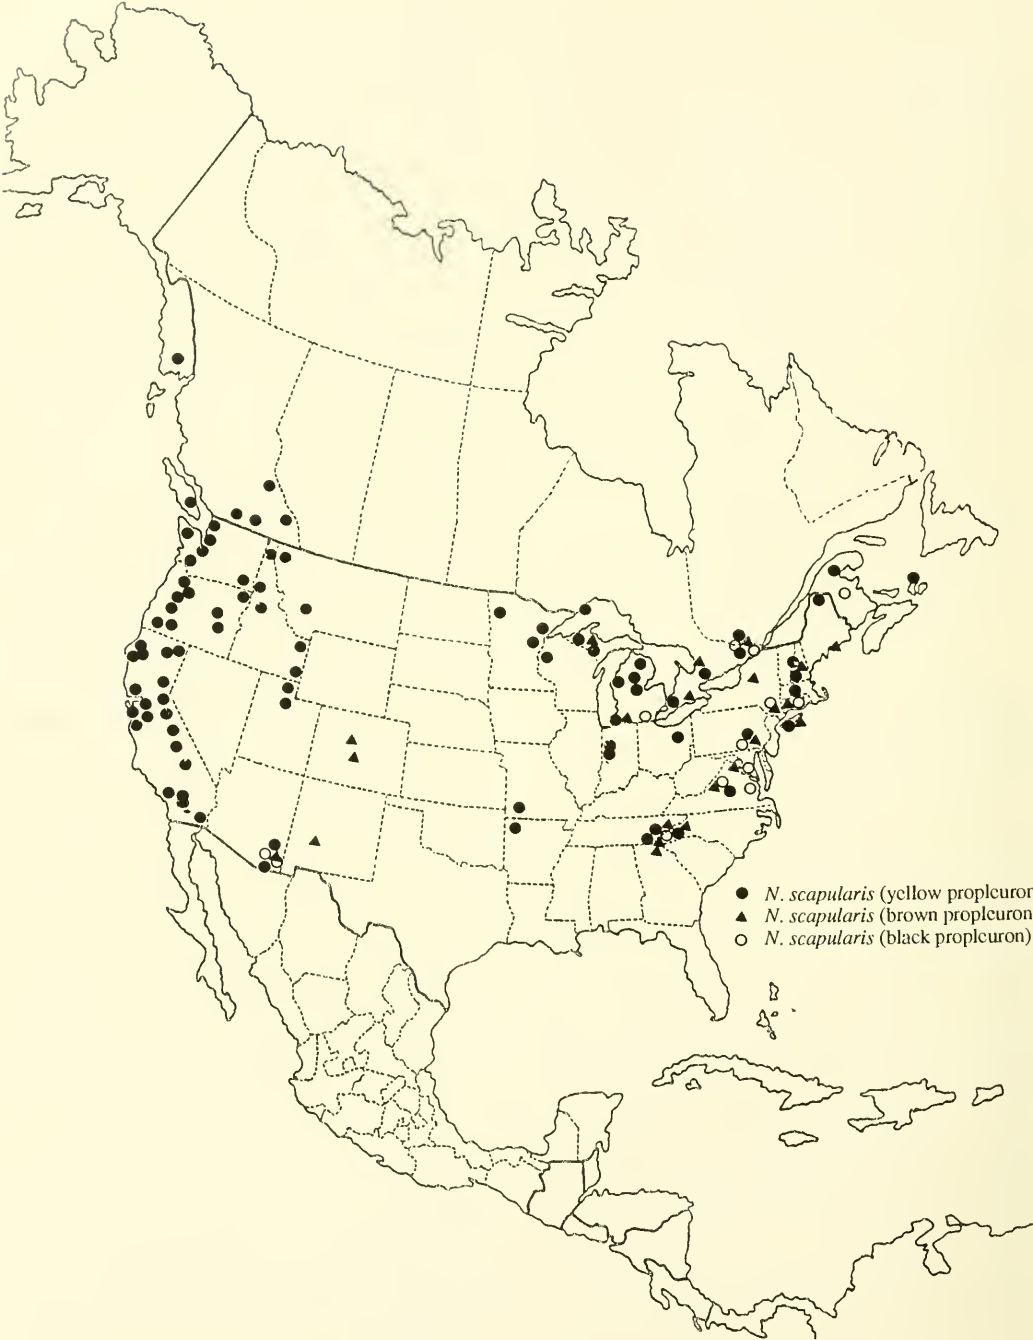 N. scapularis (yellow propleuron
N. scapularis (brown propleuron
N. scapularis (black propleuron)